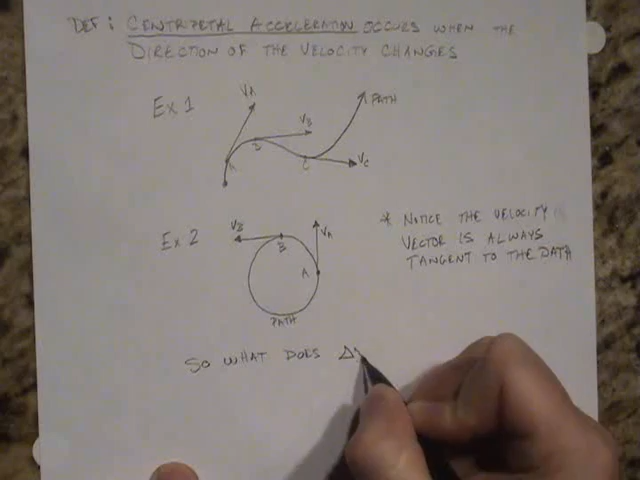 DEF: CENTRIPETAL ACCELERATION OCCURS WHEN THE
DIRECTION OF THE VELOCITY CHANGES
Ex 1
VA
A
B
VB
C
VC
PATH
Ex 2
VB
B
VA
A
PATH
* NOTICE THE VELOCITY
VECTOR IS ALWAYS
TANGENT TO THE PATH
SO WHAT DOES Δ